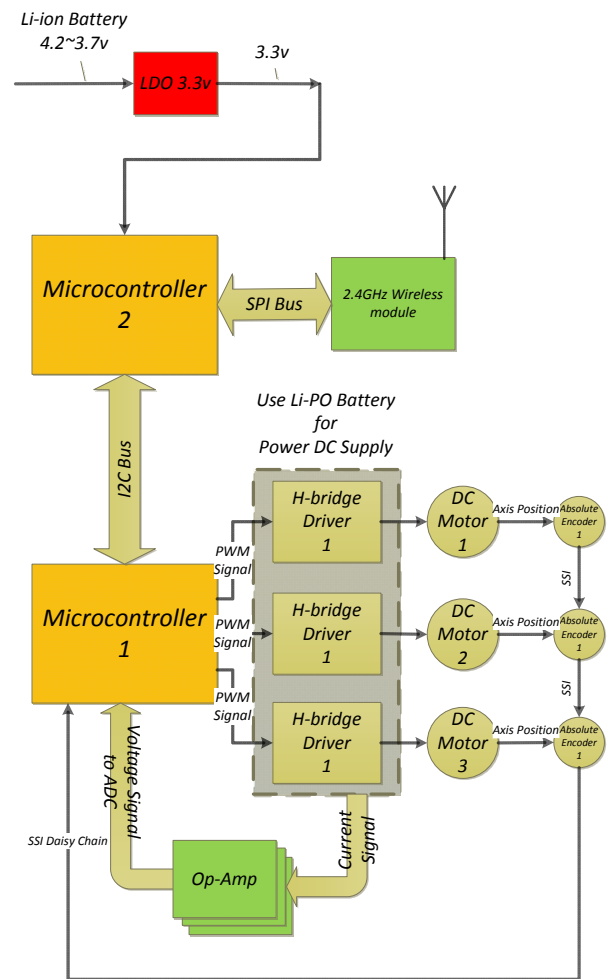 Li-ion Battery
4.2~3.7v
LDO 3.3v
3.3v
Microcontroller
2
SPI Bus
2.4GHz Wireless
module
I2C Bus
Use Li-PO Battery
for
Power DC Supply
Microcontroller
1
PWM
Signal
PWM
Signal
PWM
Signal
H-bridge
Driver
1
DC
Motor
1
Axis Position
Absolute
Encoder
1
SSI
H-bridge
Driver
1
DC
Motor
2
Axis Position
Absolute
Encoder
1
SSI
H-bridge
Driver
1
DC
Motor
3
Axis Position
Absolute
Encoder
1
Voltage Signal
to ADC
Current
Signal
SSI Daisy Chain
Op-Amp